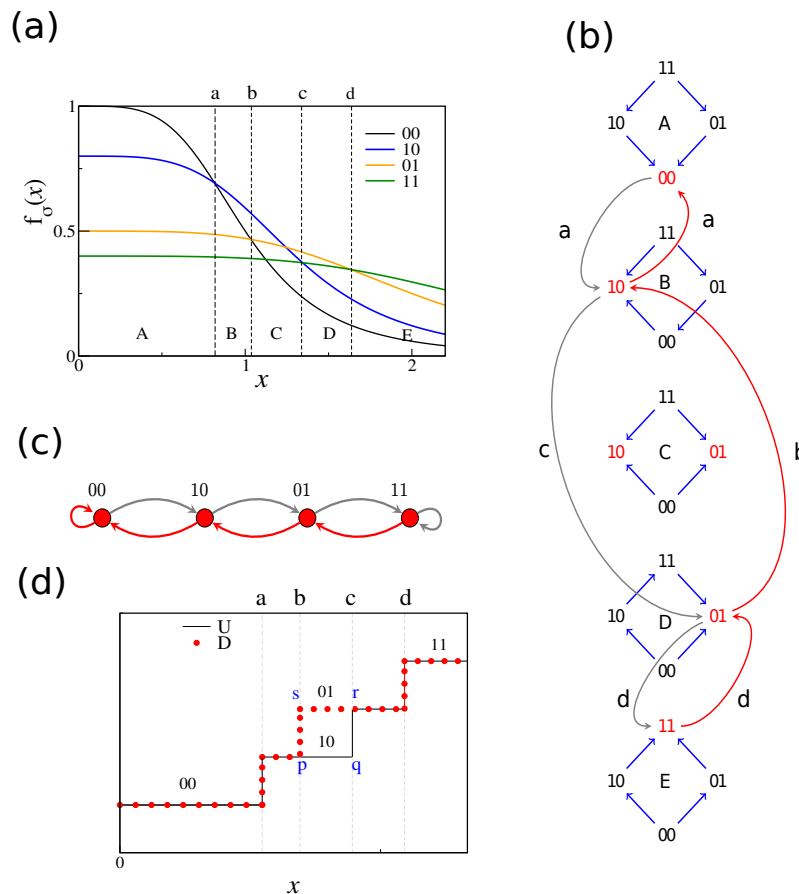 (a)
a b c d
1
0.5
0
f_σ(x)
00
10
01
11
A B C D E
0 1 2
x
(b)
11
10 A 01
00
a
a
11
10 B 01
00
c
b
11
10 C 01
00
11
10 D 01
00
d
d
11
10 E 01
00
(c)
00 10 01 11
(d)
a b c d
U
D
11
s 01 r
10
p q
00
0
x